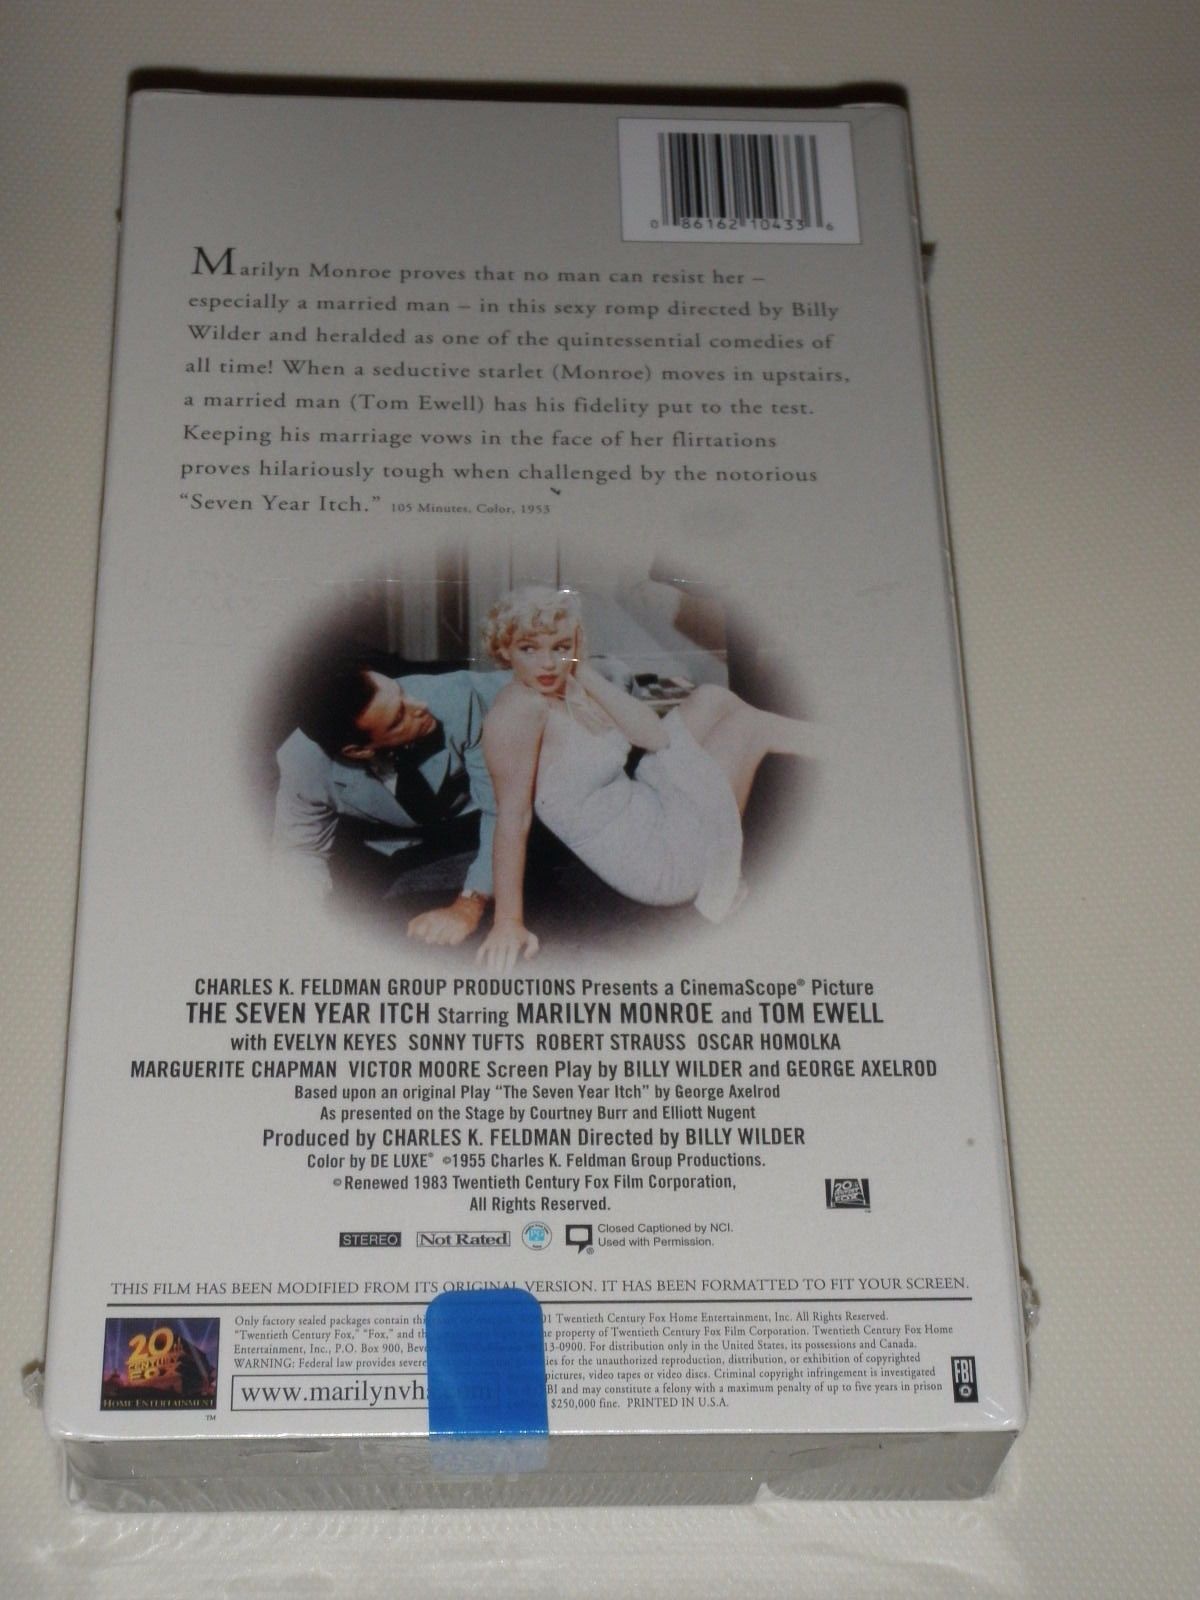 0 86162 10433 6
Marilyn Monroe proves that no man can resist her –
especially a married man – in this sexy romp directed by Billy
Wilder and heralded as one of the quintessential comedies of
all time! When a seductive starlet (Monroe) moves in upstairs,
a married man (Tom Ewell) has his fidelity put to the test.
Keeping his marriage vows in the face of her flirtations
proves hilariously tough when challenged by the notorious
“Seven Year Itch.” 105 Minutes, Color, 1953
CHARLES K. FELDMAN GROUP PRODUCTIONS Presents a CinemaScope® Picture
THE SEVEN YEAR ITCH Starring MARILYN MONROE and TOM EWELL
with EVELYN KEYES SONNY TUFTS ROBERT STRAUSS OSCAR HOMOLKA
MARGUERITE CHAPMAN VICTOR MOORE Screen Play by BILLY WILDER and GEORGE AXELROD
Based upon an original Play “The Seven Year Itch” by George Axelrod
As presented on the Stage by Courtney Burr and Elliott Nugent
Produced by CHARLES K. FELDMAN Directed by BILLY WILDER
Color by DE LUXE® ©1955 Charles K. Feldman Group Productions.
©Renewed 1983 Twentieth Century Fox Film Corporation,
All Rights Reserved.
20th CENTURY FOX
STEREO Not Rated
Closed Captioned by NCI.
Used with Permission.
THIS FILM HAS BEEN MODIFIED FROM ITS ORIGINAL VERSION. IT HAS BEEN FORMATTED TO FIT YOUR SCREEN.
Only factory sealed packages contain 01 Twentieth Century Fox Home Entertainment, Inc. All Rights Reserved.
“Twentieth Century Fox,” “Fox,” and property of Twentieth Century Fox Film Corporation. Twentieth Century Fox Home
Entertainment, Inc., P.O. Box 900, 13-0900. For distribution only in the United States, its possessions and Canada.
WARNING: Federal law provides severe for the unauthorized reproduction, distribution, or exhibition of copyrighted
pictures, video tapes or video discs. Criminal copyright infringement is investigated
BI and may constitute a felony with a maximum penalty of up to five years in prison
$250,000 fine. PRINTED IN U.S.A.
20th CENTURY FOX
HOME ENTERTAINMENT
TM
www.marilynvhs.com
FBI